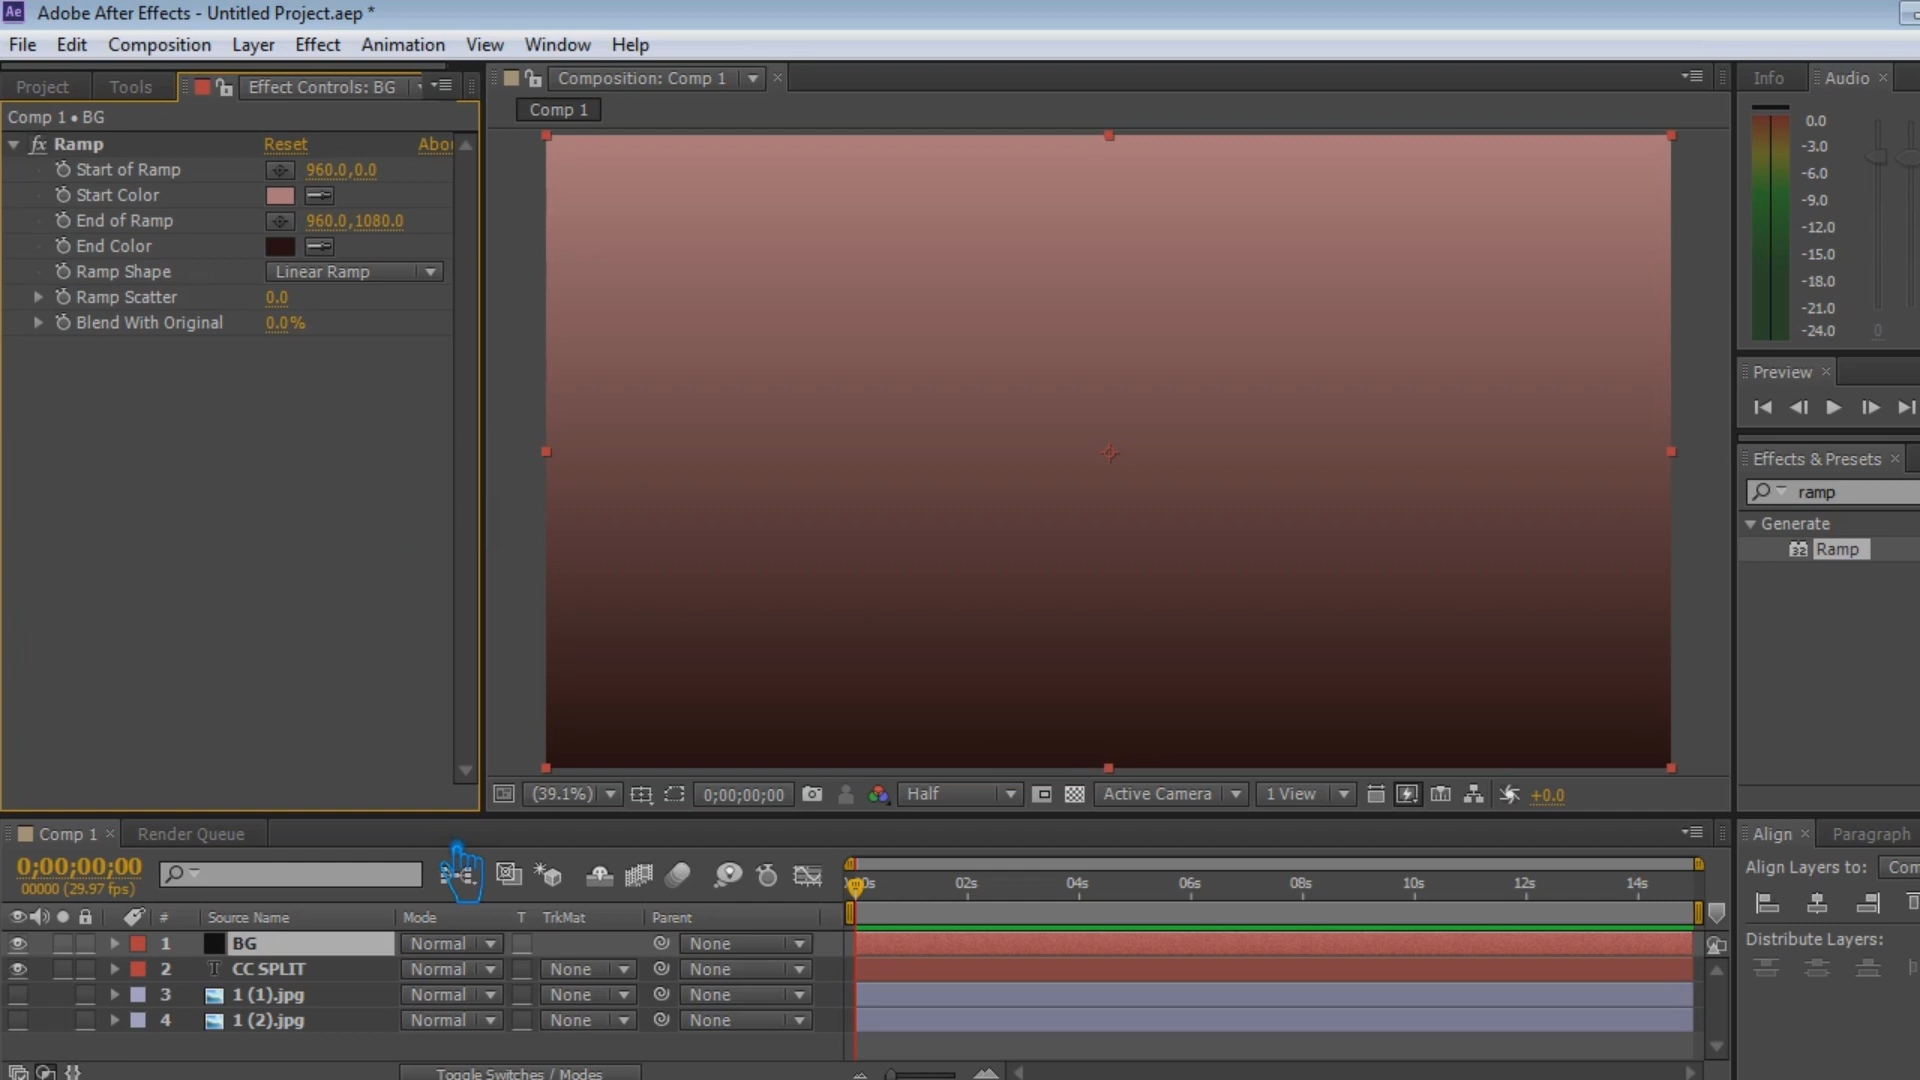 Ae Adobe After Effects - Untitled Project.aep *
File Edit Composition Layer Effect Animation View Window Help
Project Tools Effect Controls: BG
Comp 1 • BG
fx Ramp Reset
Start of Ramp 960.0,0.0
Start Color
End of Ramp 960.0,1080.0
End Color
Ramp Shape Linear Ramp
Ramp Scatter 0.0
Blend With Original 0.0%
Composition: Comp 1
Comp 1
(39.1%) 0;00;00;00 Half Active Camera 1 View +0.0
Info Audio
0.0
-3.0
-6.0
-9.0
-12.0
-15.0
-18.0
-21.0
-24.0 0
Preview
Effects & Presets
ramp
Generate
32 Ramp
Comp 1 Render Queue
0;00;00;00
00000 (29.97 fps)
02s 04s 06s 08s 10s 12s 14s
# Source Name Mode T TrkMat Parent
1 BG Normal None
2 T CC SPLIT Normal None None
3 1 (1).jpg Normal None None
4 1 (2).jpg Normal None None
Toggle Switches / Modes
Align Paragraph
Align Layers to:
Distribute Layers: